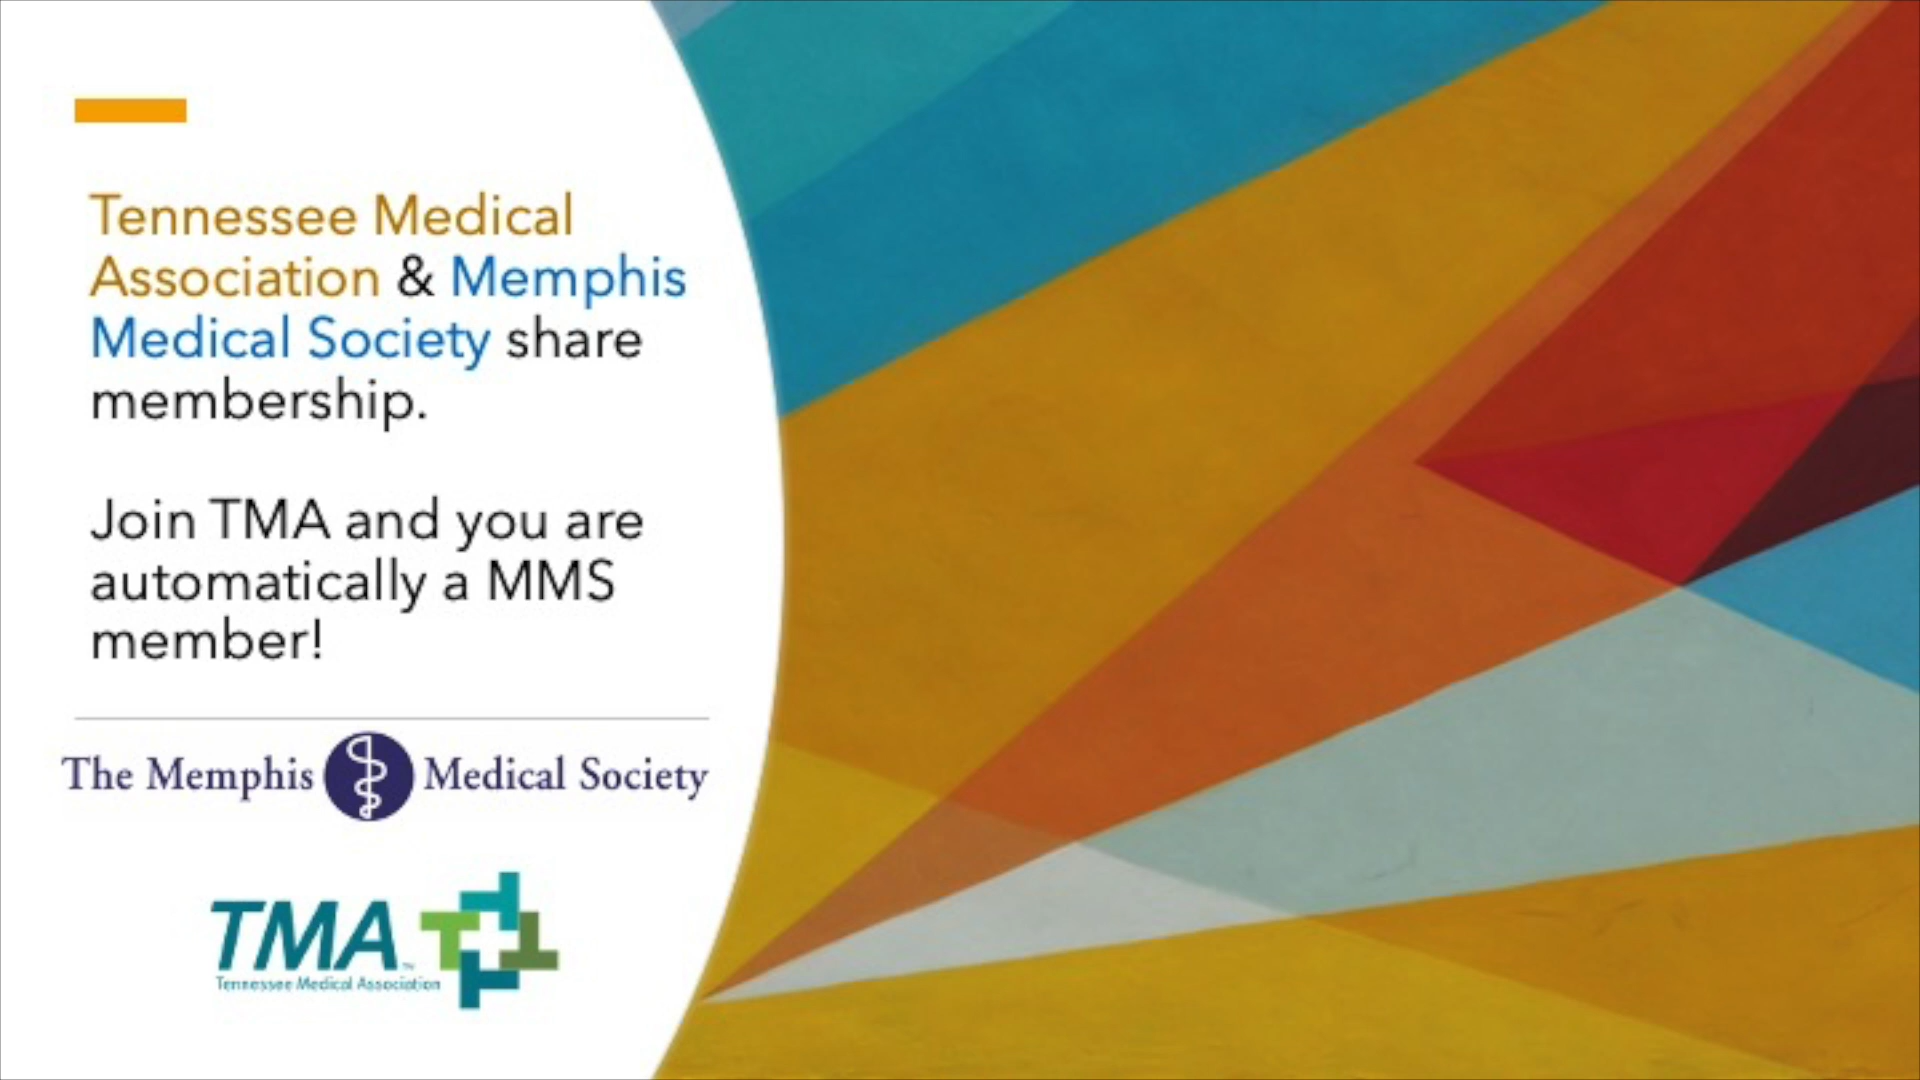 Tennessee Medical
Association & Memphis
Medical Society share
membership.
Join TMA and you are
automatically a MMS
member!
The Memphis Medical Society
TMA™
Tennessee Medical Association